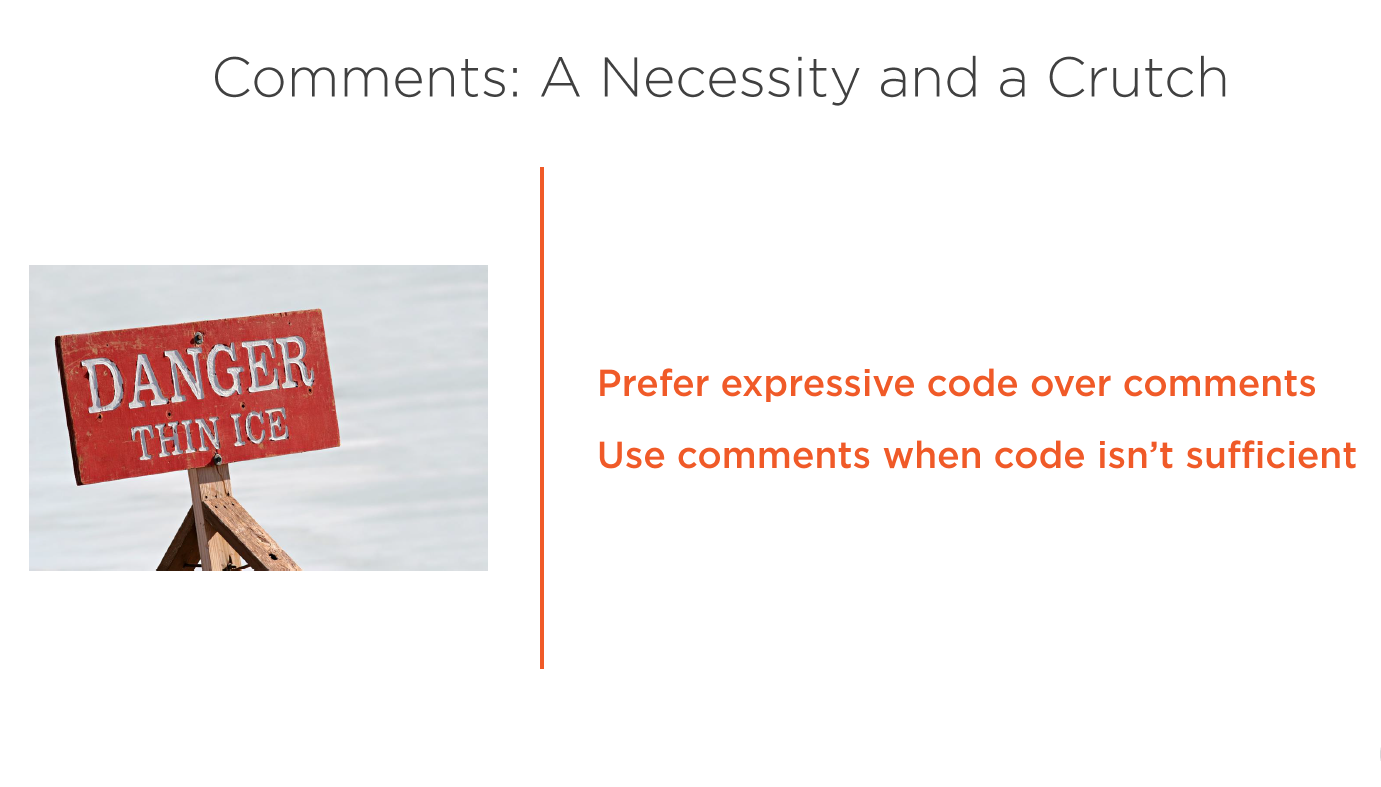 Comments: A Necessity and a Crutch
DANGER
THIN ICE
Prefer expressive code over comments
Use comments when code isn’t sufficient